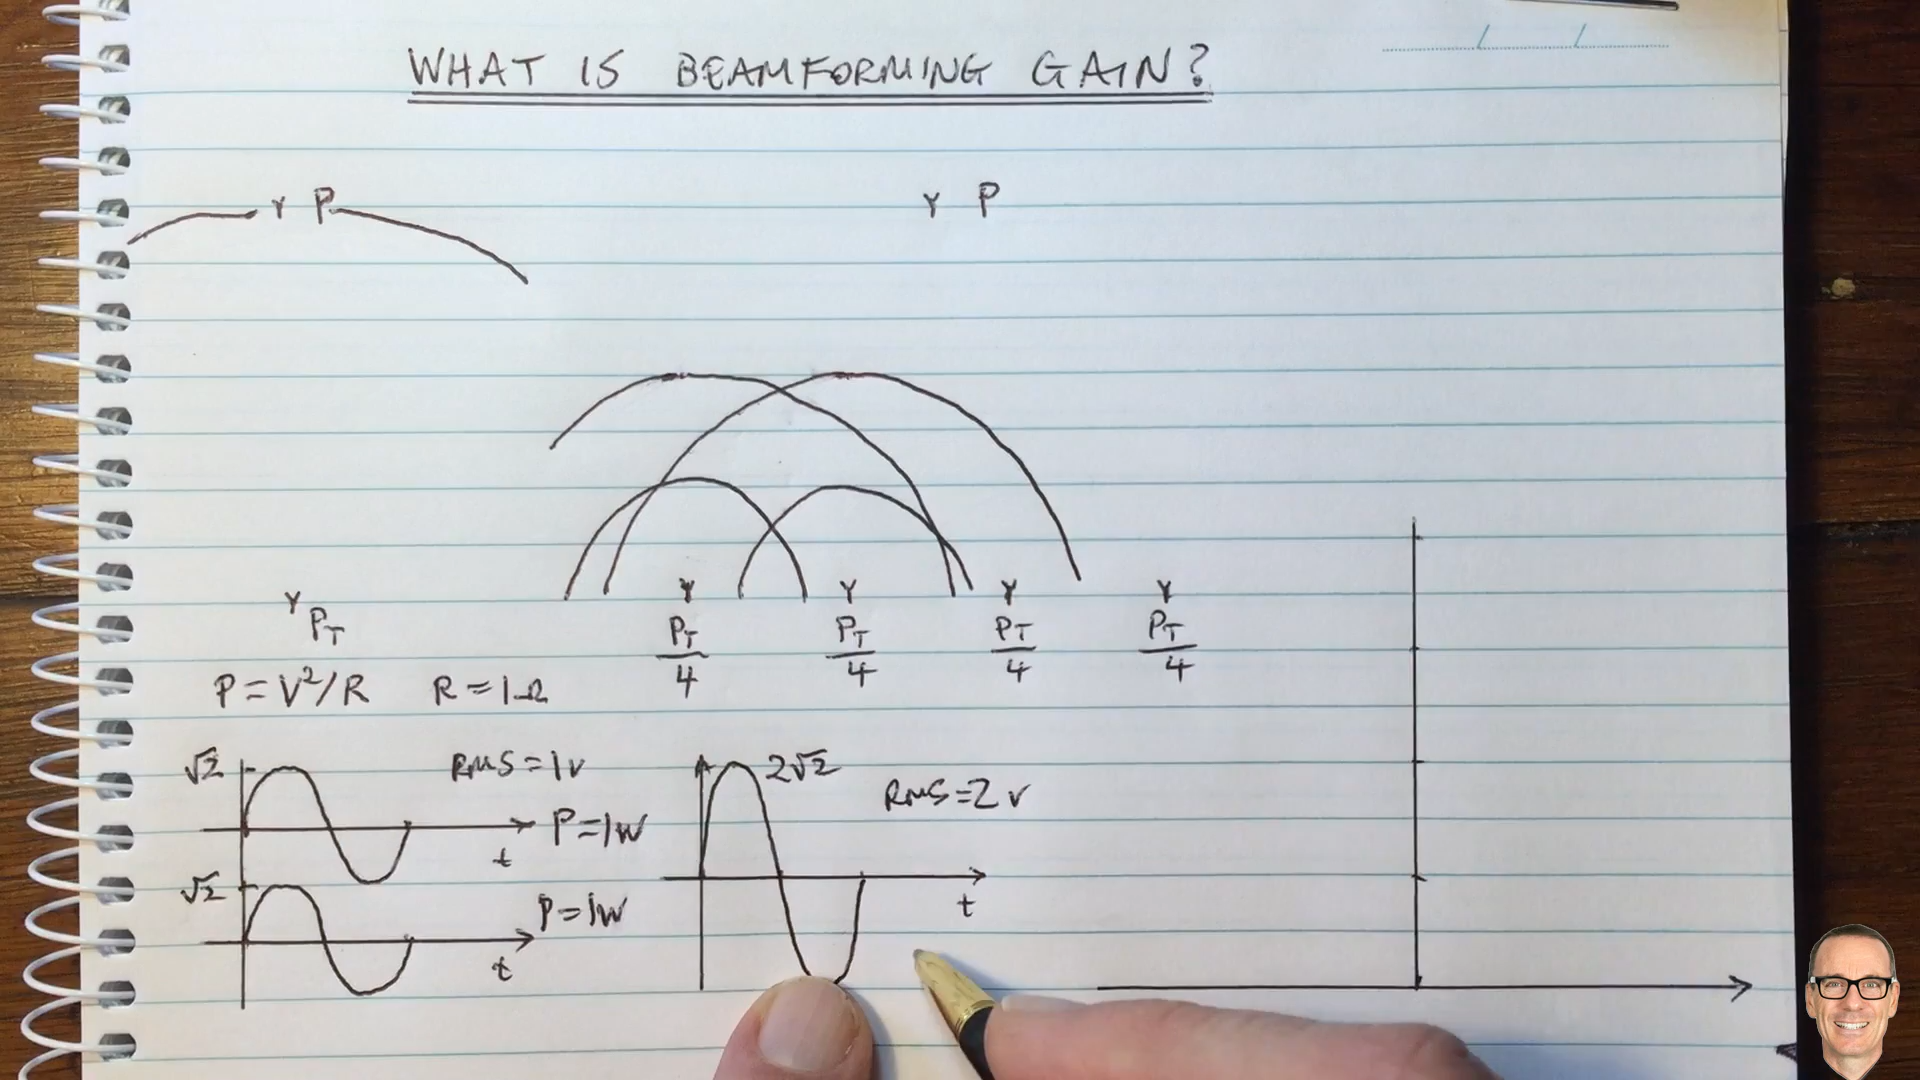 WHAT IS BEAMFORMING GAIN?
Y P
Y P
Y Y Y Y Y
P_T P_T/4 P_T/4 P_T/4 P_T/4
P=V²/R R=1Ω
√2 RMS=1V
P=1W
t
√2
P=1W
t
2√2
RMS=2V
t